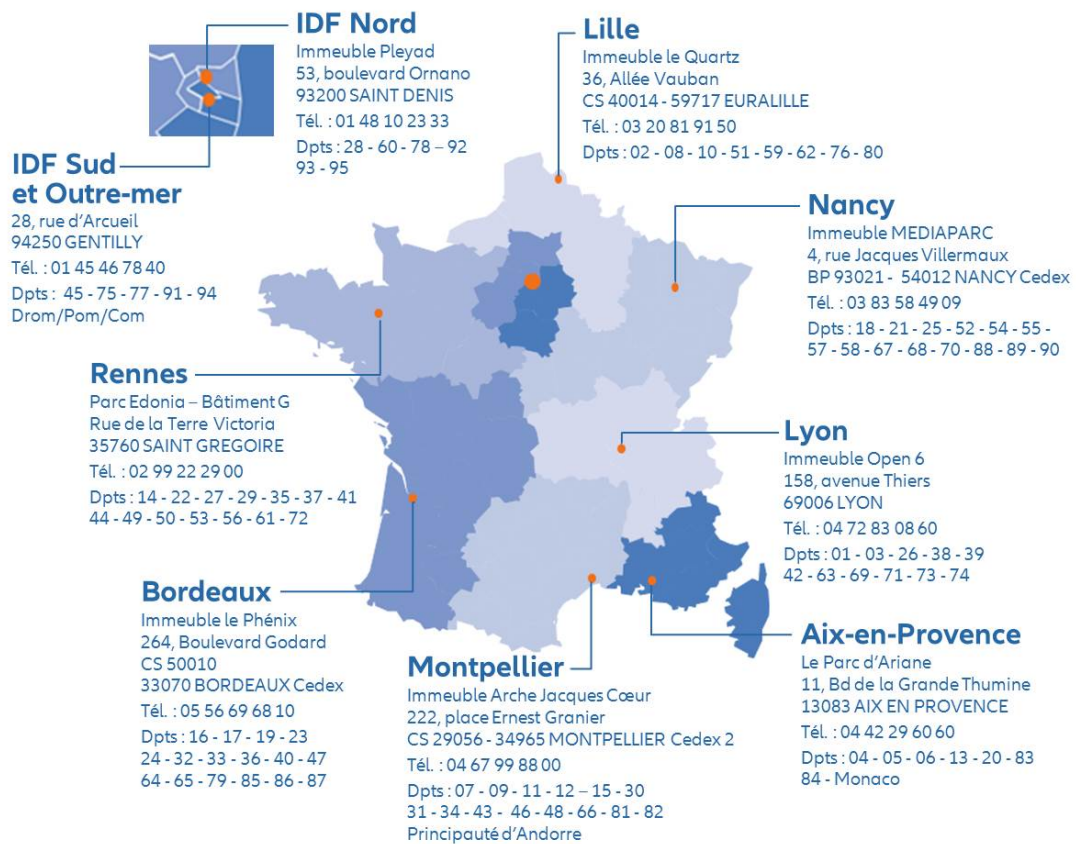 IDF Nord
Immeuble Pleyad
53, boulevard Ornano
93200 SAINT DENIS
Tél. : 01 48 10 23 33
Dpts : 28 - 60 - 78 – 92
93 - 95
Lille
Immeuble le Quartz
36, Allée Vauban
CS 40014 - 59717 EURALILLE
Tél. : 03 20 81 91 50
Dpts : 02 - 08 - 10 - 51 - 59 - 62 - 76 - 80
IDF Sud
et Outre-mer
28, rue d'Arcueil
94250 GENTILLY
Tél. : 01 45 46 78 40
Dpts : 45 - 75 - 77 - 91 - 94
Drom/Pom/Com
Nancy
Immeuble MEDIAPARC
4, rue Jacques Villermaux
BP 93021 - 54012 NANCY Cedex
Tél. : 03 83 58 49 09
Dpts : 18 - 21 - 25 - 52 - 54 - 55 -
57 - 58 - 67 - 68 - 70 - 88 - 89 - 90
Rennes
Parc Edonia – Bâtiment G
Rue de la Terre Victoria
35760 SAINT GREGOIRE
Tél. : 02 99 22 29 00
Dpts : 14 - 22 - 27 - 29 - 35 - 37 - 41
44 - 49 - 50 - 53 - 56 - 61 - 72
Lyon
Immeuble Open 6
158, avenue Thiers
69006 LYON
Tél. : 04 72 83 08 60
Dpts : 01 - 03 - 26 - 38 - 39
42 - 63 - 69 - 71 - 73 - 74
Bordeaux
Immeuble le Phénix
264, Boulevard Godard
CS 50010
33070 BORDEAUX Cedex
Tél. : 05 56 69 68 10
Dpts : 16 - 17 - 19 - 23
24 - 32 - 33 - 36 - 40 - 47
64 - 65 - 79 - 85 - 86 - 87
Montpellier
Immeuble Arche Jacques Cœur
222, place Ernest Granier
CS 29056 - 34965 MONTPELLIER Cedex 2
Tél. : 04 67 99 88 00
Dpts : 07 - 09 - 11 - 12 – 15 - 30
31 - 34 - 43 - 46 - 48 - 66 - 81 - 82
Principauté d'Andorre
Aix-en-Provence
Le Parc d'Ariane
11, Bd de la Grande Thumine
13083 AIX EN PROVENCE
Tél. : 04 42 29 60 60
Dpts : 04 - 05 - 06 - 13 - 20 - 83
84 - Monaco